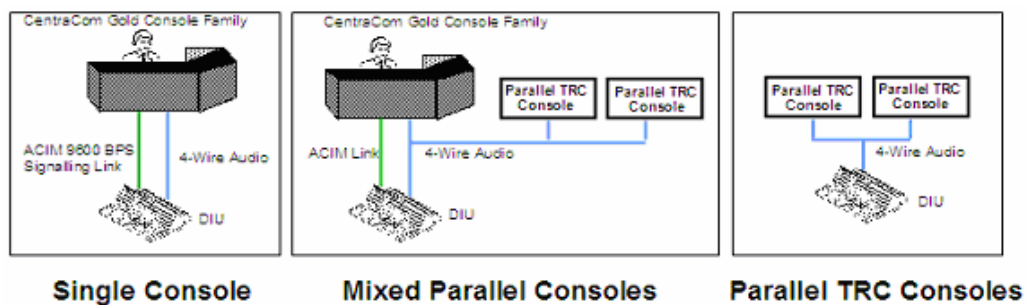 CentraCom Gold Console Family
ACIM 9600 BPS
Signalling Link
4-Wire Audio
DIU
Single Console
CentraCom Gold Console Family
Parallel TRC
Console
Parallel TRC
Console
ACIM Link
4-Wire Audio
DIU
Mixed Parallel Consoles
Parallel TRC
Console
Parallel TRC
Console
4-Wire Audio
DIU
Parallel TRC Consoles